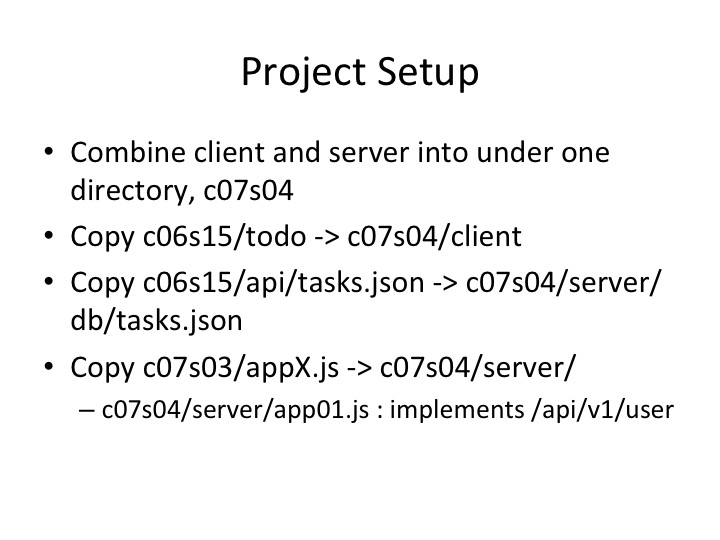 Project Setup
• Combine client and server into under one
directory, c07s04
• Copy c06s15/todo -> c07s04/client
• Copy c06s15/api/tasks.json -> c07s04/server/
db/tasks.json
• Copy c07s03/appX.js -> c07s04/server/
– c07s04/server/app01.js : implements /api/v1/user